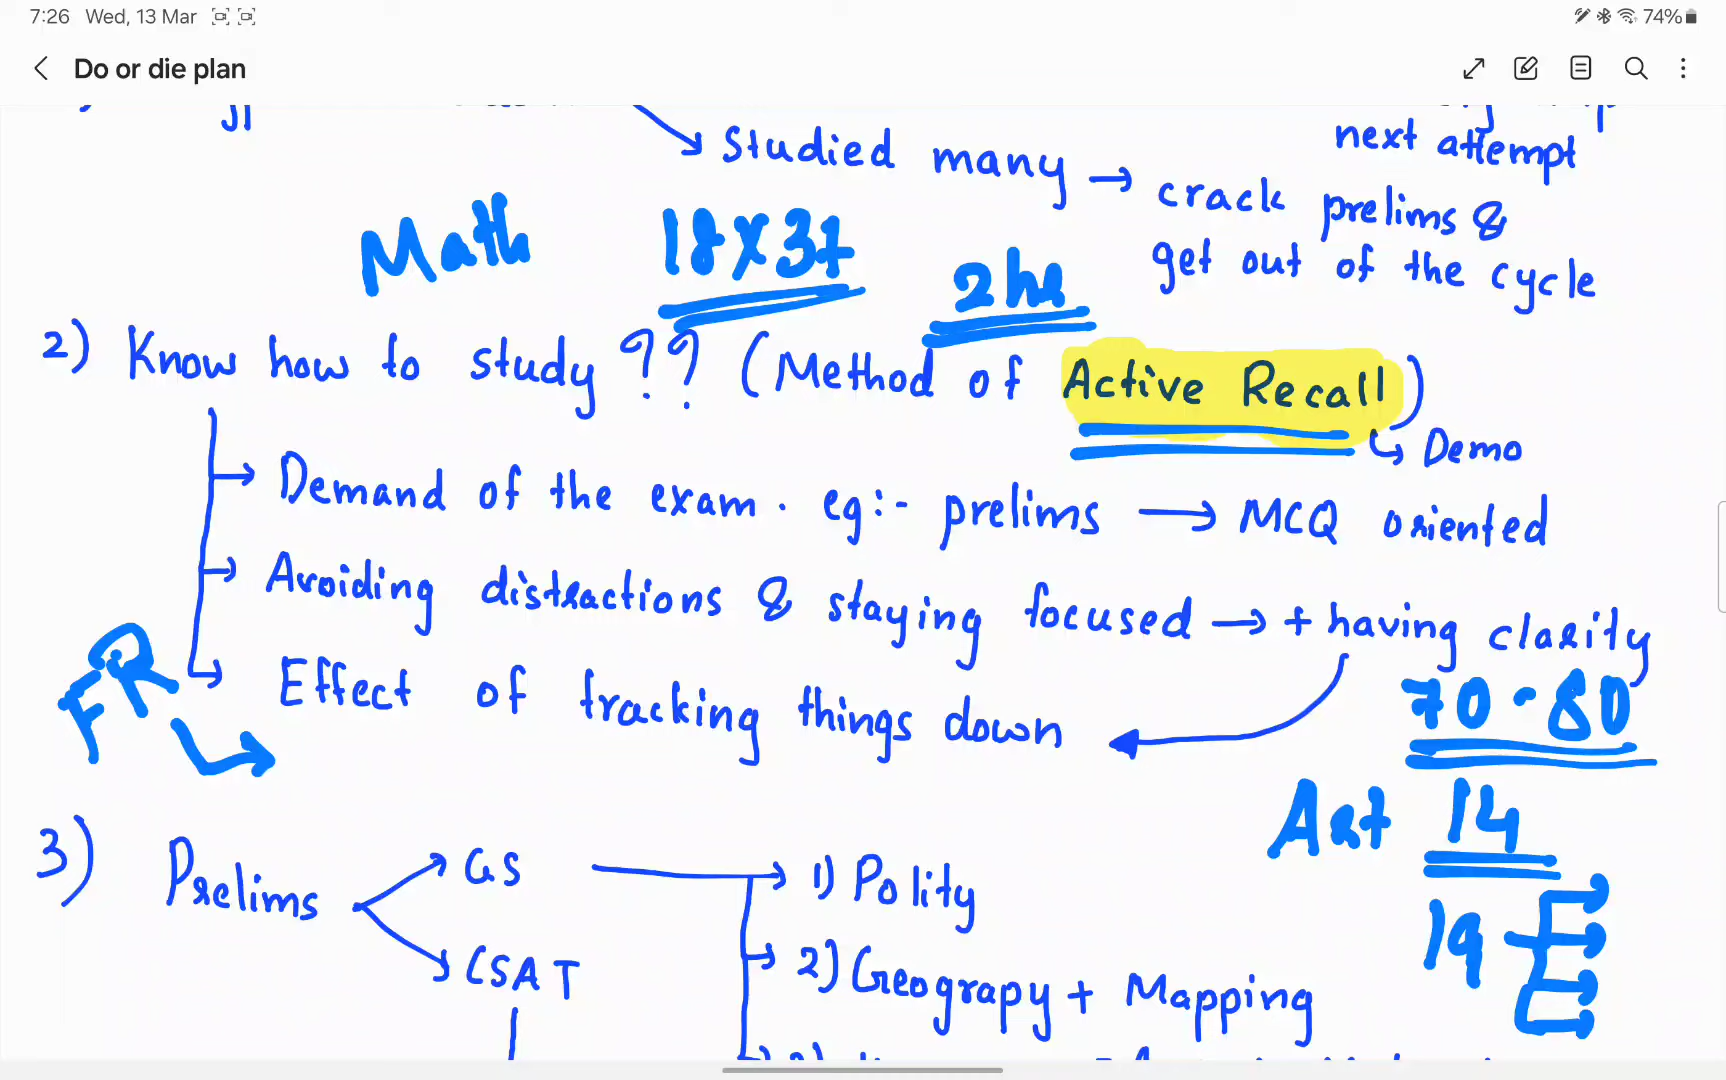 7:26 Wed, 13 Mar
74%
Do or die plan
next attempt
Studied many → crack prelims &
get out of the cycle
Math 18x37
2hr
2) Know how to study ?? (Method of Active Recall)
Demo
Demand of the exam. eg:- prelims → MCQ oriented
Avoiding distractions & staying focused → + having clarity
Effect of tracking things down
FR
70-80
Art 14
19
3) Prelims
GS
1) Polity
CSAT
2) Geograpy + Mapping